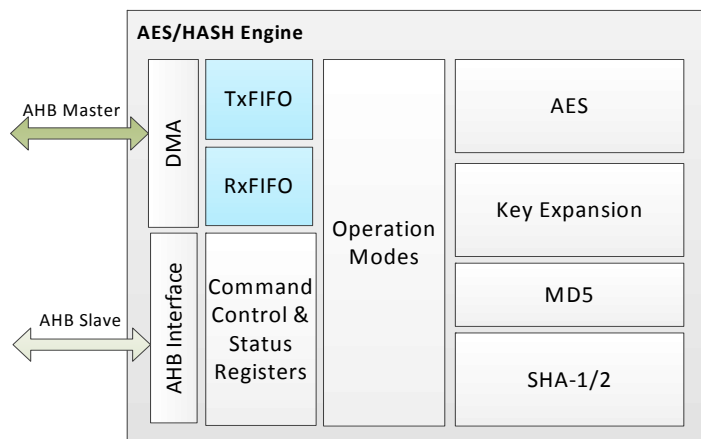 AES/HASH Engine
AHB Master
DMA
TxFIFO
RxFIFO
AHB Slave
AHB Interface
Command
Control &
Status
Registers
Operation
Modes
AES
Key Expansion
MD5
SHA-1/2